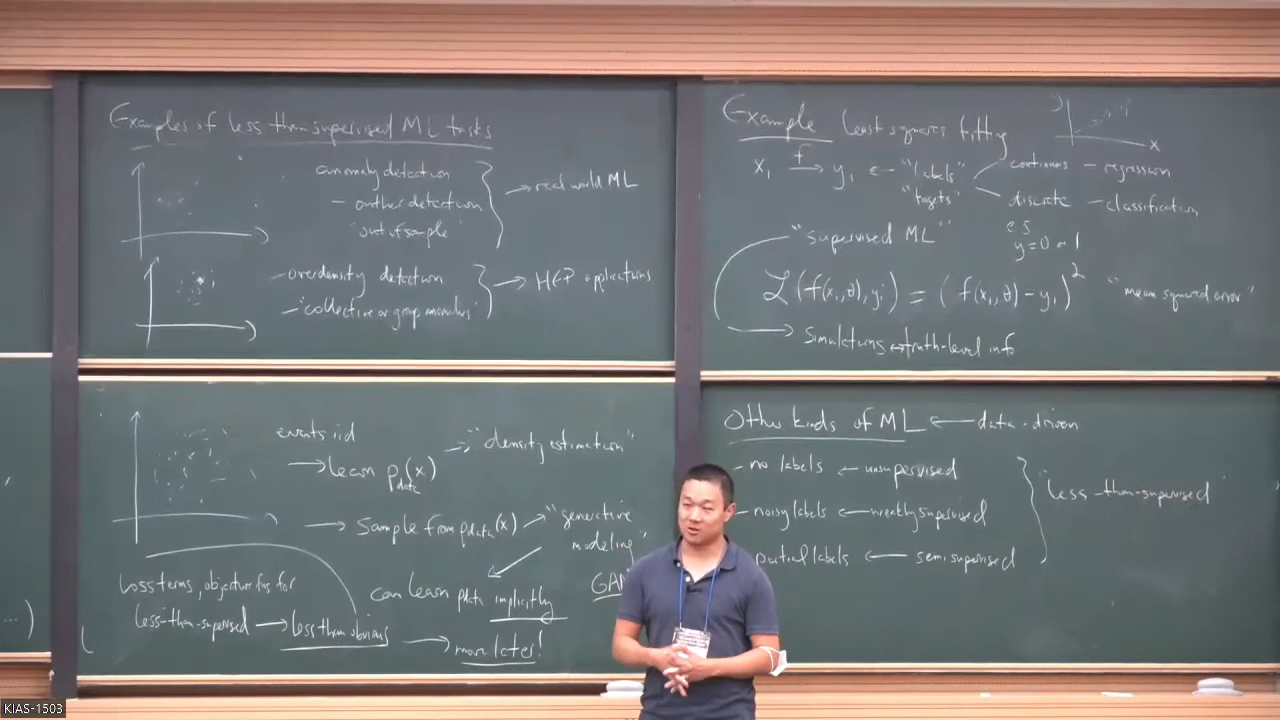 Examples of less than supervised ML tasks
anomaly detection
- outlier detection
"out of sample"
→ real world ML
- overdensity detection
- "collective or group anomalies"
→ HEP applications
events iid
→ learn p_data(x)
→ "density estimation"
→ sample from p_data(x) → "generative
modeling"
can learn p_data implicitly
GAN
Loss terms, objective fns for
less-than-supervised → less than obvious → more later!
Example least squares fitting
x
x_i f→ y_i ← "labels"
"targets"
continuous - regression
discrete - classification
e.g.
y=0 or 1
"supervised ML"
L(f(x_i,θ),y_i) = (f(x_i,θ)-y_i)^2 "mean squared error"
→ simulations ↔ truth-level info
Other kinds of ML ← data-driven
- no labels ← unsupervised
- noisy labels ← weakly supervised
partial labels ← semisupervised
"less-than-supervised"
...)
KIAS-1503